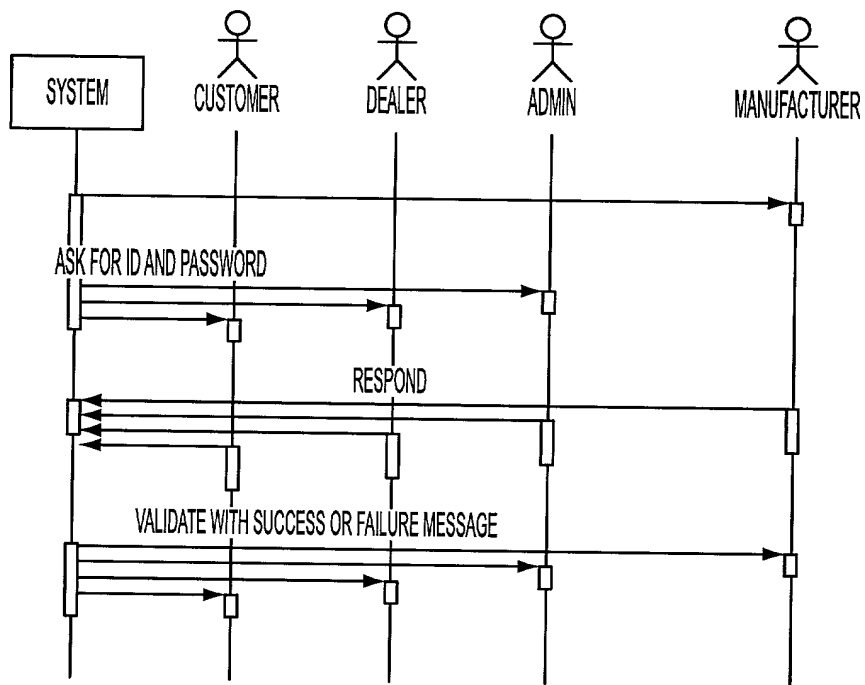 SYSTEM
CUSTOMER
DEALER
ADMIN
MANUFACTURER
ASK FOR ID AND PASSWORD
RESPOND
VALIDATE WITH SUCCESS OR FAILURE MESSAGE